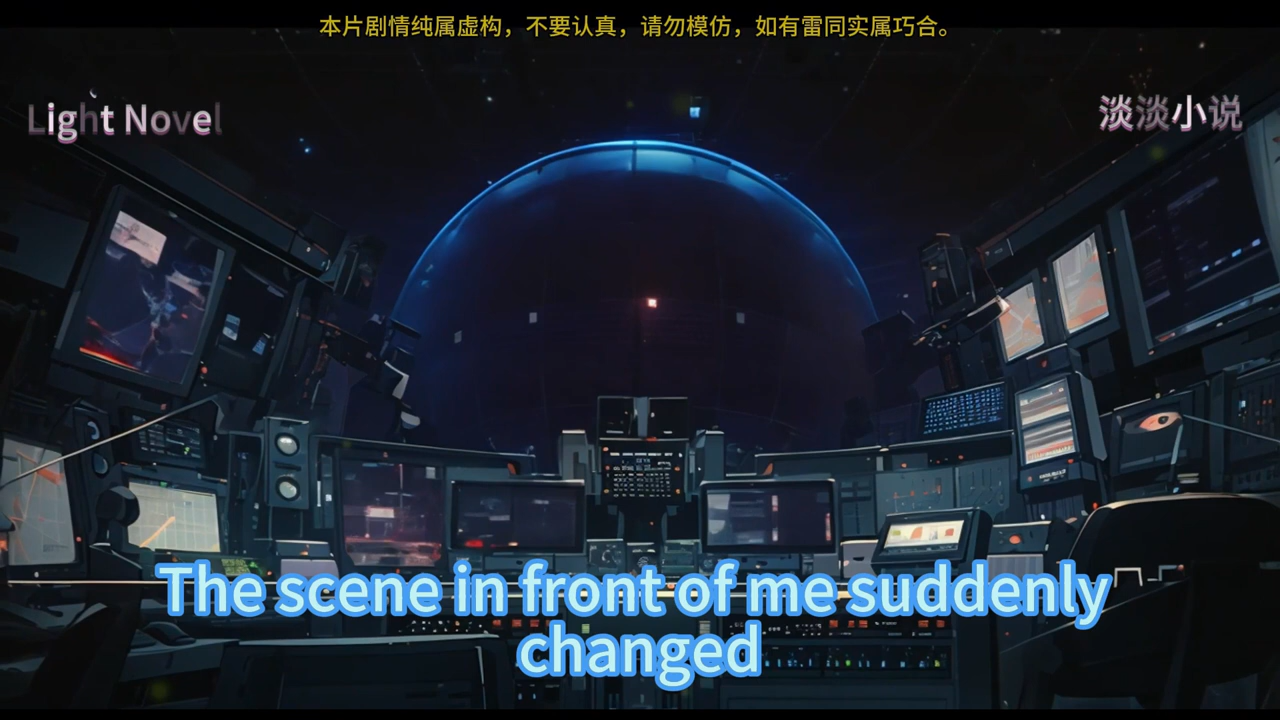 本片剧情纯属虚构，不要认真，请勿模仿，如有雷同实属巧合。
Light Novel
淡淡小说
The scene in front of me suddenly
changed